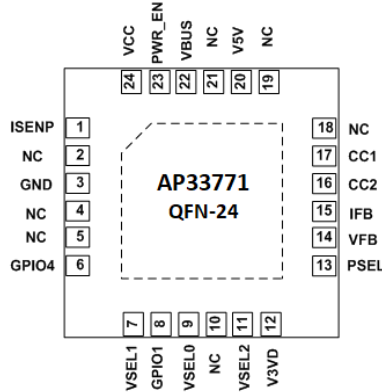 VCC
PWR_EN
VBUS
NC
V5V
NC
24
23
22
21
20
19
ISENP 1
NC 2
GND 3
NC 4
NC 5
GPIO4 6
AP33771
QFN-24
18 NC
17 CC1
16 CC2
15 IFB
14 VFB
13 PSEL
7
8
9
10
11
12
VSEL1
GPIO1
VSEL0
NC
VSEL2
V3VD